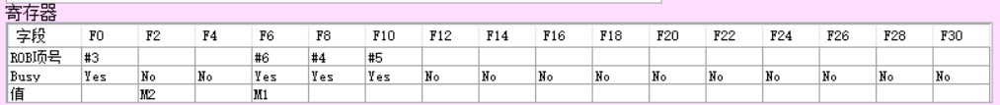 寄存器
字段 F0 F2 F4 F6 F8 F10 F12 F14 F16 F18 F20 F22 F24 F26 F28 F30
ROB项号 #3 #6 #4 #5
Busy Yes No No Yes Yes Yes No No No No No No No No No No
值 M2 M1